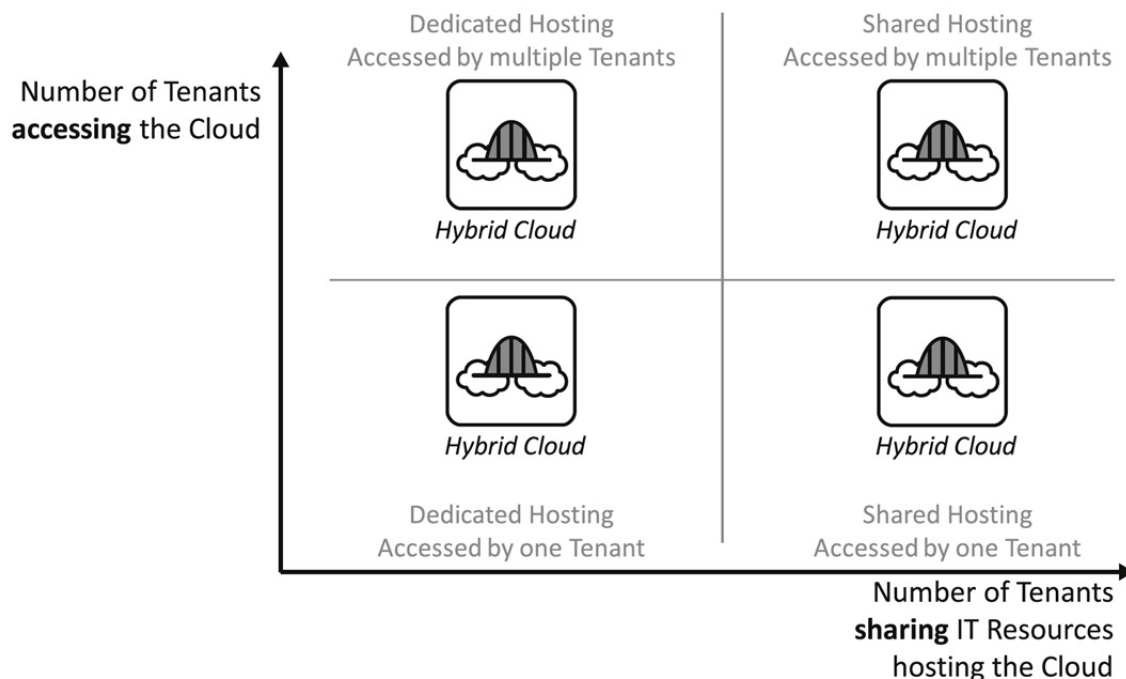 Dedicated Hosting
Accessed by multiple Tenants
Shared Hosting
Accessed by multiple Tenants
Number of Tenants
accessing the Cloud
Hybrid Cloud
Hybrid Cloud
Hybrid Cloud
Hybrid Cloud
Dedicated Hosting
Accessed by one Tenant
Shared Hosting
Accessed by one Tenant
Number of Tenants
sharing IT Resources
hosting the Cloud